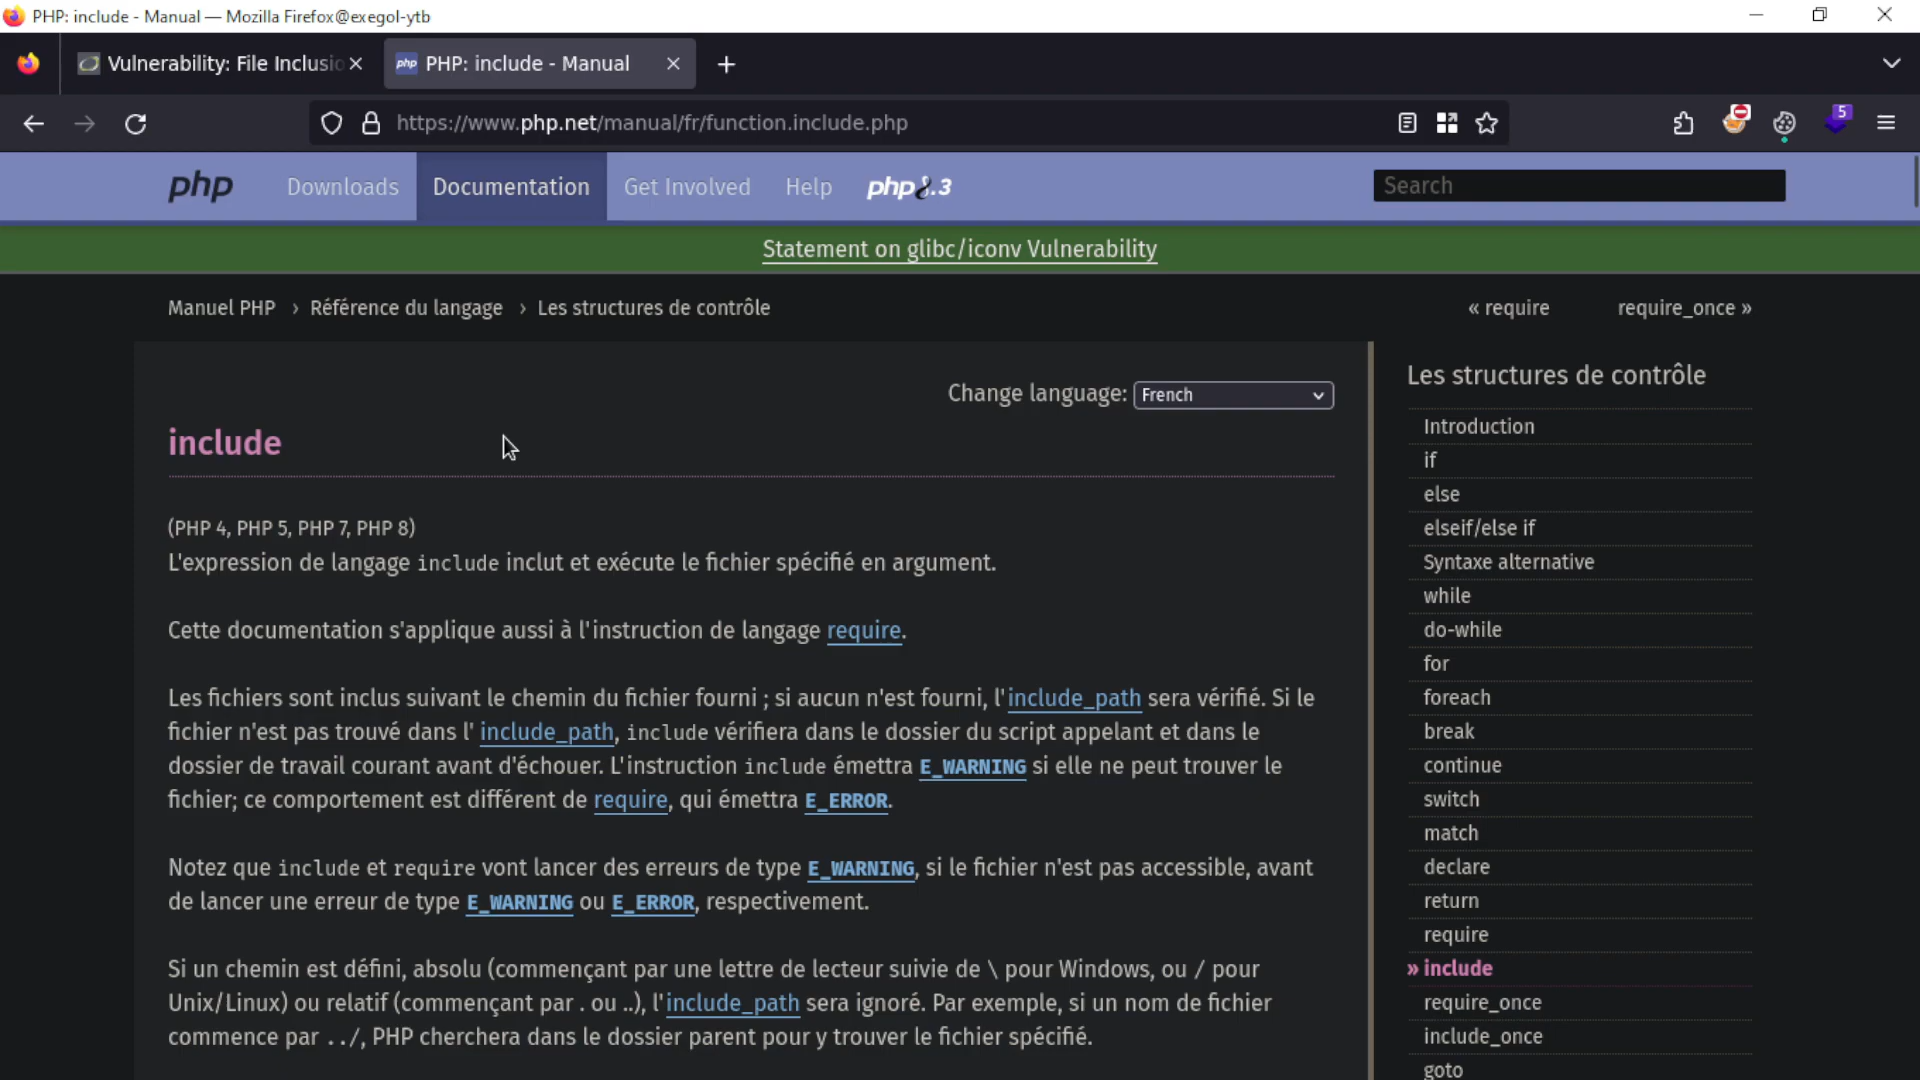 PHP: include - Manual — Mozilla Firefox@exegol-ytb
Vulnerability: File Inclusio
php PHP: include - Manual
https://www.php.net/manual/fr/function.include.php
5
php
Downloads
Documentation
Get Involved
Help
php8.3
Search
Statement on glibc/iconv Vulnerability
Manuel PHP › Référence du langage › Les structures de contrôle
« require
require_once »
Change language: French
include
(PHP 4, PHP 5, PHP 7, PHP 8)
L'expression de langage include inclut et exécute le fichier spécifié en argument.
Cette documentation s'applique aussi à l'instruction de langage require.
Les fichiers sont inclus suivant le chemin du fichier fourni ; si aucun n'est fourni, l'include_path sera vérifié. Si le
fichier n'est pas trouvé dans l' include_path, include vérifiera dans le dossier du script appelant et dans le
dossier de travail courant avant d'échouer. L'instruction include émettra E_WARNING si elle ne peut trouver le
fichier; ce comportement est différent de require, qui émettra E_ERROR.
Notez que include et require vont lancer des erreurs de type E_WARNING, si le fichier n'est pas accessible, avant
de lancer une erreur de type E_WARNING ou E_ERROR, respectivement.
Si un chemin est défini, absolu (commençant par une lettre de lecteur suivie de \ pour Windows, ou / pour
Unix/Linux) ou relatif (commençant par . ou ..), l'include_path sera ignoré. Par exemple, si un nom de fichier
commence par ../, PHP cherchera dans le dossier parent pour y trouver le fichier spécifié.
Les structures de contrôle
Introduction
if
else
elseif/else if
Syntaxe alternative
while
do-while
for
foreach
break
continue
switch
match
declare
return
require
» include
require_once
include_once
goto